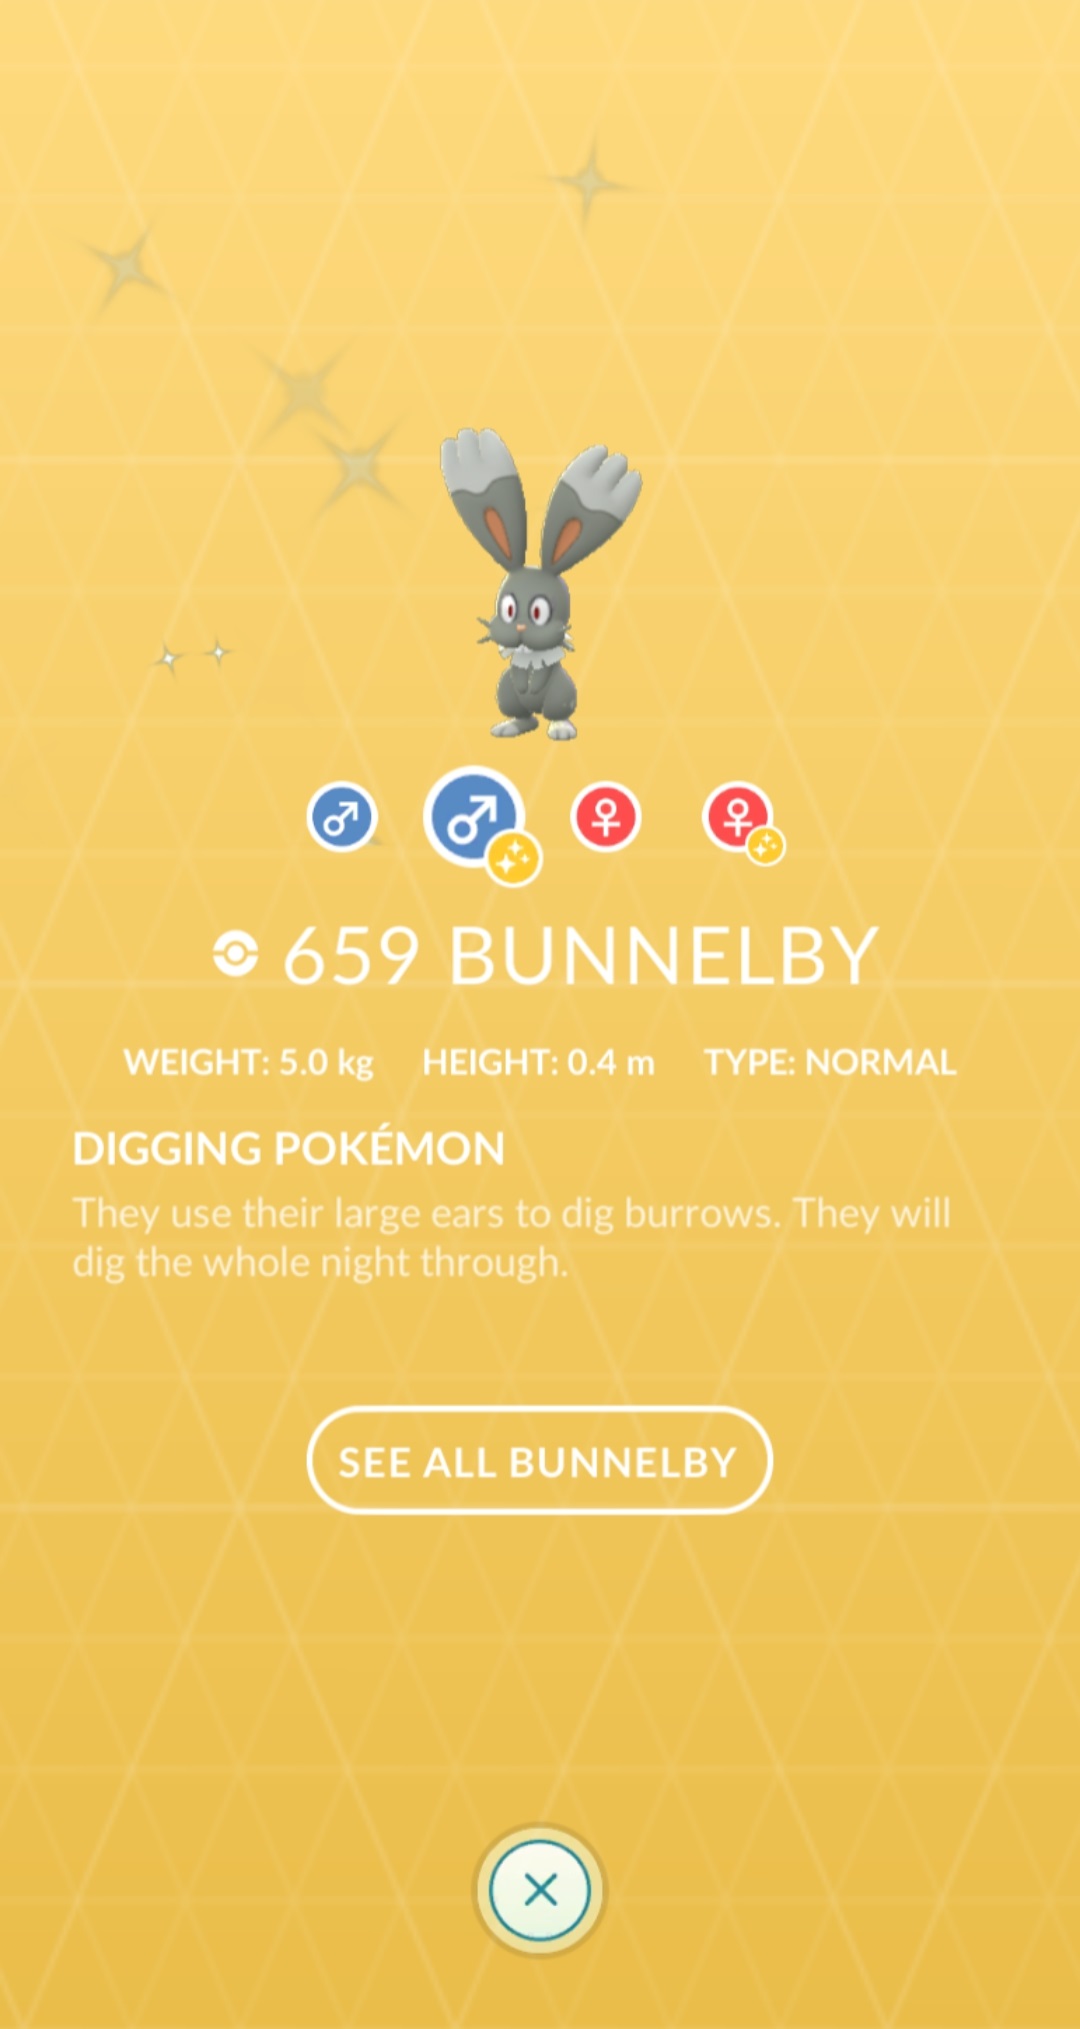 659 BUNNELBY
WEIGHT: 5.0 kg HEIGHT: 0.4 m TYPE: NORMAL
DIGGING POKÉMON
They use their large ears to dig burrows. They will
dig the whole night through.
SEE ALL BUNNELBY